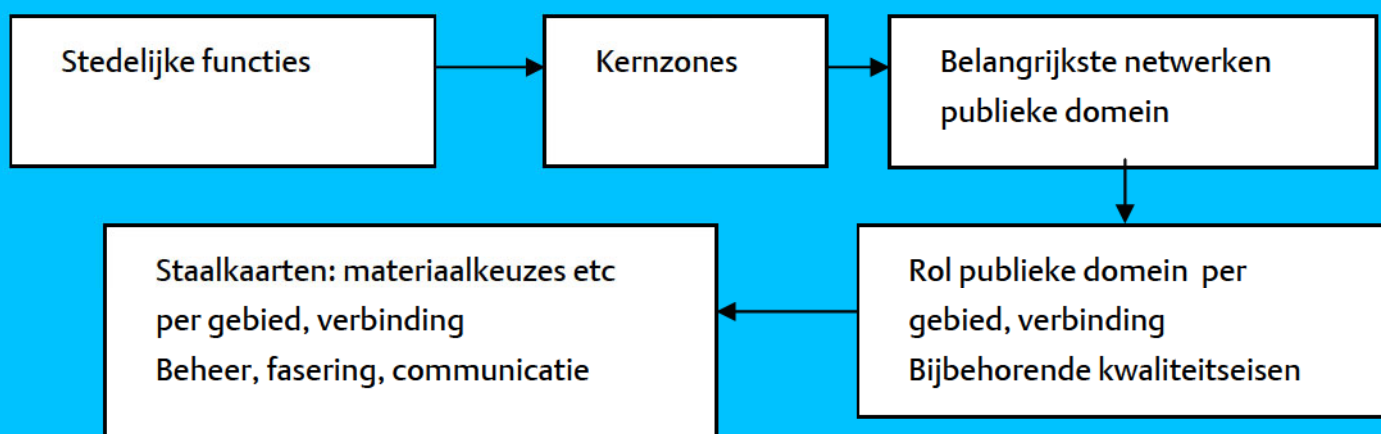 Stedelijke functies
Kernzones
Belangrijkste netwerken
publieke domein
Rol publieke domein per
gebied, verbinding
Bijbehorende kwaliteitseisen
Staalkaarten: materiaalkeuzes etc
per gebied, verbinding
Beheer, fasering, communicatie